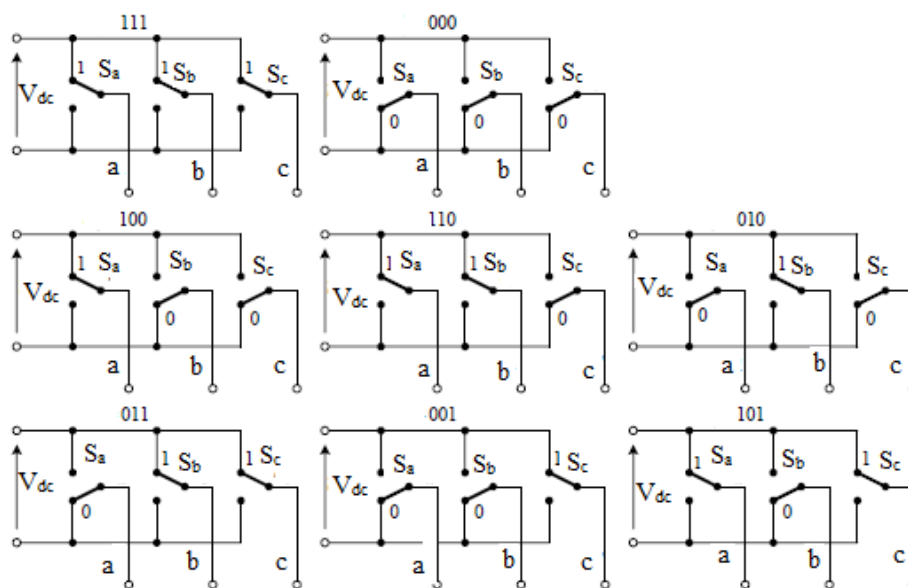 111 000
1 Sa 1 Sb 1 Sc Sa Sb Sc
Vdc Vdc
0 0 0
a b c a b c
100 110 010
1 Sa Sb Sc 1 Sa 1 Sb Sc Sa 1 Sb Sc
Vdc Vdc Vdc
0 0 0 0 0
a b c a b c a b c
011 001 101
Sa 1 Sb 1 Sc Sa Sb 1 Sc 1 Sa Sb 1 Sc
Vdc Vdc Vdc
0 0 0 0
a b c a b c a b c